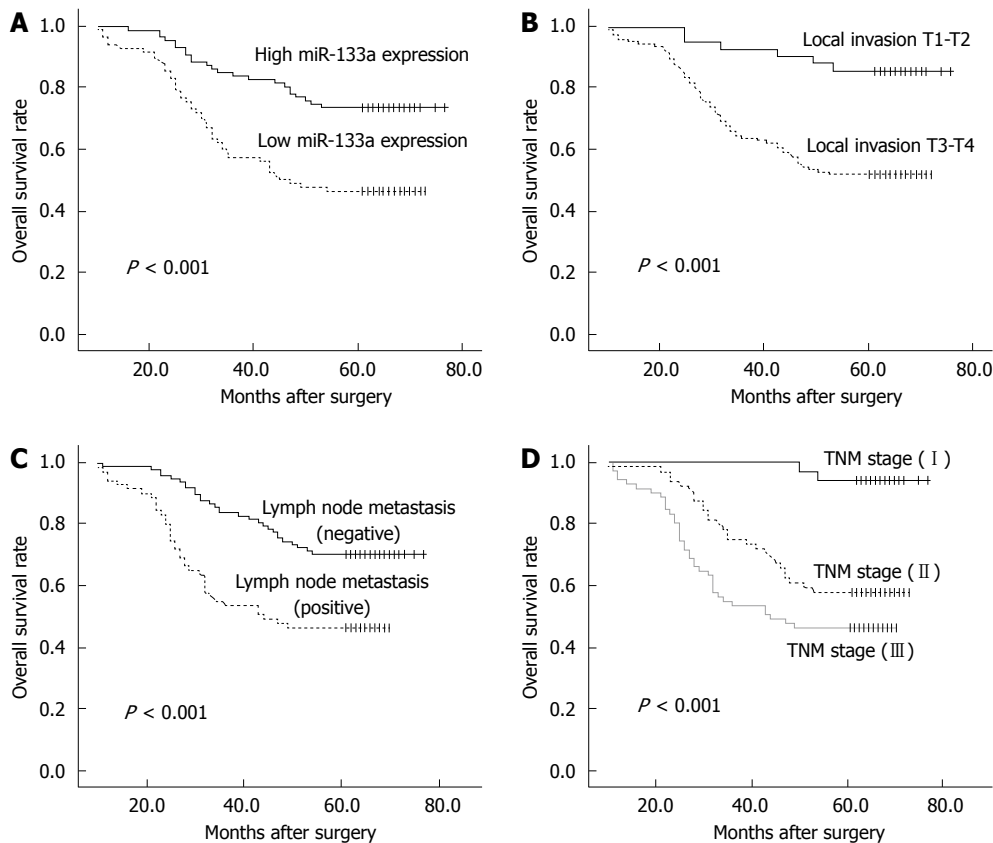 A
1.0
0.8
0.6
0.4
0.2
0.0
Overall survival rate
High miR-133a expression
Low miR-133a expression
P < 0.001
20.0 40.0 60.0 80.0
Months after surgery
B
1.0
0.8
0.6
0.4
0.2
0.0
Overall survival rate
Local invasion T1-T2
Local invasion T3-T4
P < 0.001
20.0 40.0 60.0 80.0
Months after surgery
C
1.0
0.8
0.6
0.4
0.2
0.0
Overall survival rate
Lymph node metastasis
(negative)
Lymph node metastasis
(positive)
P < 0.001
20.0 40.0 60.0 80.0
Months after surgery
D
1.0
0.8
0.6
0.4
0.2
0.0
Overall survival rate
TNM stage (Ⅰ)
TNM stage (Ⅱ)
TNM stage (Ⅲ)
P < 0.001
20.0 40.0 60.0 80.0
Months after surgery